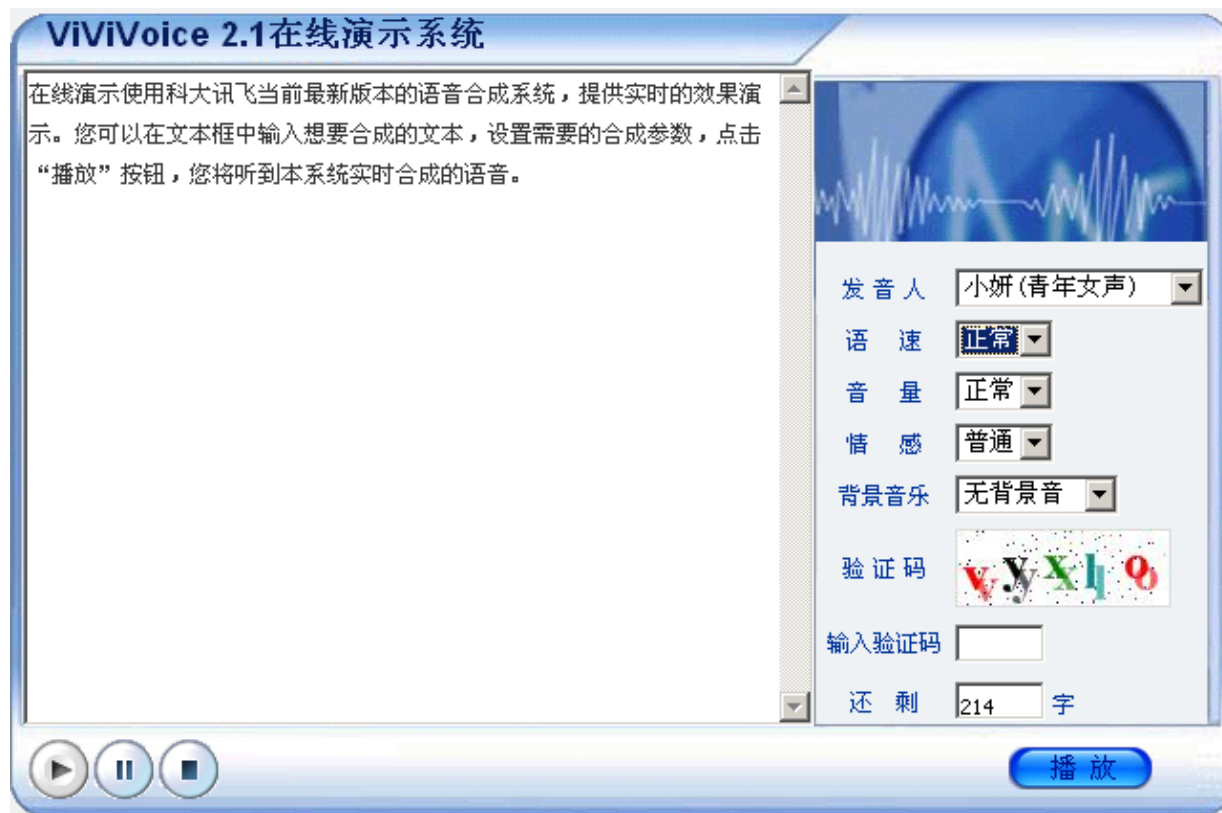 ViViVoice 2.1在线演示系统
在线演示使用科大讯飞当前最新版本的语音合成系统，提供实时的效果演
示。您可以在文本框中输入想要合成的文本，设置需要的合成参数，点击
“播放”按钮，您将听到本系统实时合成的语音。
发音人 小妍(青年女声)
语速 正常
音量 正常
情感 普通
背景音乐 无背景音
验证码
输入验证码
还剩 214 字
播放